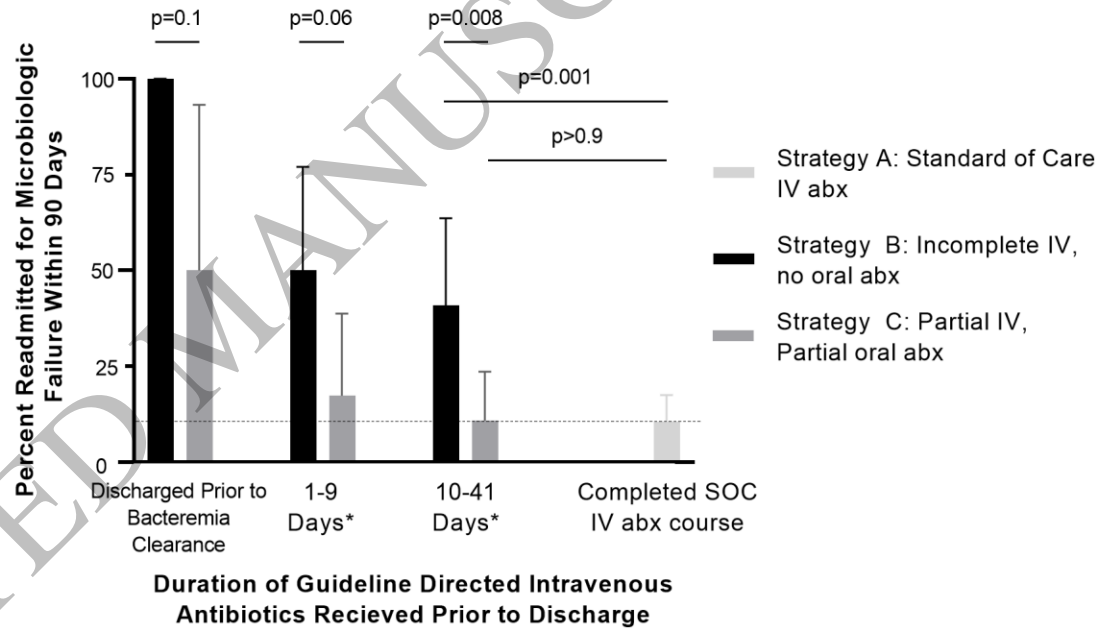 p=0.1
p=0.06
p=0.008
p=0.001
p>0.9
Percent Readmitted for Microbiologic
Failure Within 90 Days
100
75
50
25
0
Discharged Prior to
Bacteremia
Clearance
1-9
Days*
10-41
Days*
Completed SOC
IV abx course
Duration of Guideline Directed Intravenous
Antibiotics Recieved Prior to Discharge
Strategy A: Standard of Care
IV abx
Strategy B: Incomplete IV,
no oral abx
Strategy C: Partial IV,
Partial oral abx
TED MANUSC